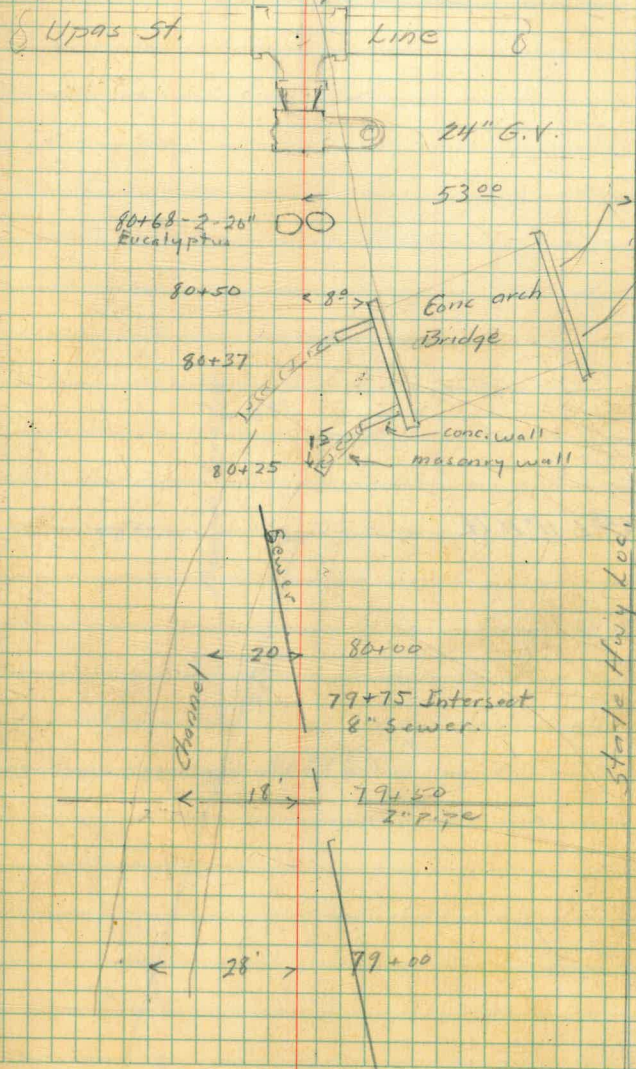 Upas St. Line
24" G.V.
53 00
80+68-2-26"
Eucalyptus
80+50
8°
Conc arch
Bridge
80+37
15
conc. wall
masonry wall
80+25
Sewer
20 80+00
Channel
79+75 Intersect
8" Sewer.
State Hwy Loc.
18' 79+50
2" pipe
28' 79+00